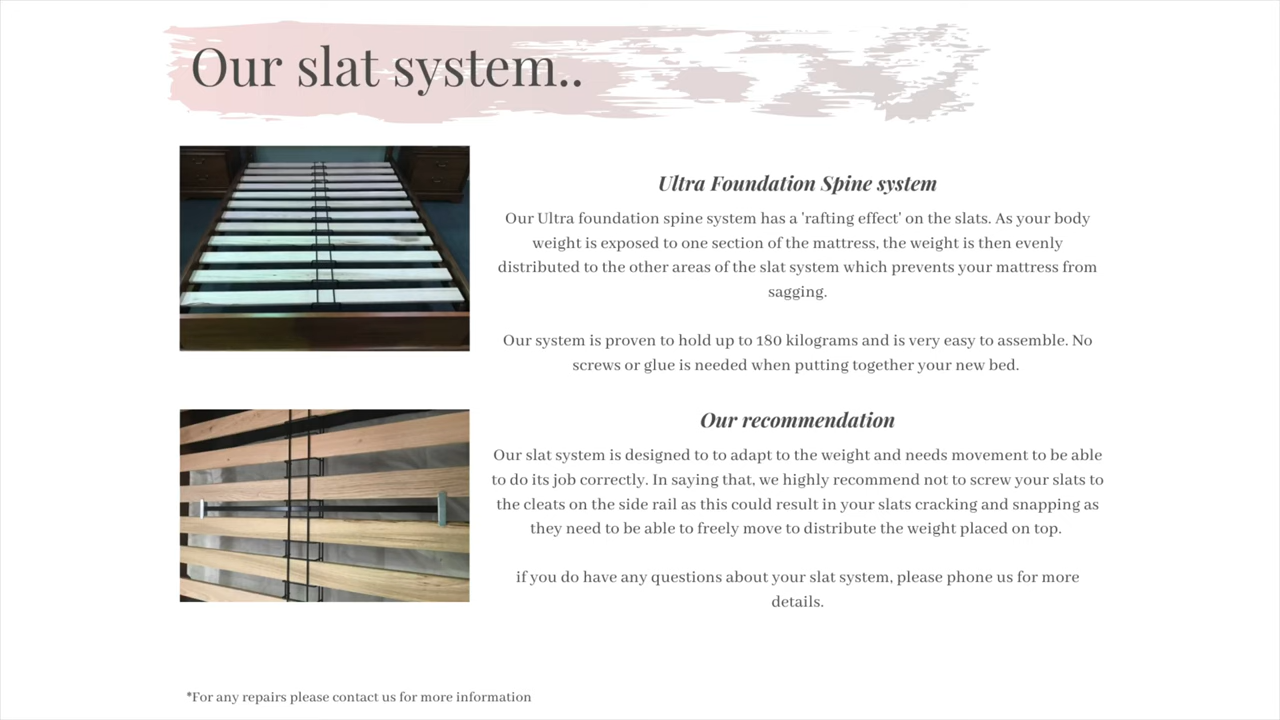 Our slat system..
Ultra Foundation Spine system
Our Ultra foundation spine system has a 'rafting effect' on the slats. As your body
weight is exposed to one section of the mattress, the weight is then evenly
distributed to the other areas of the slat system which prevents your mattress from
sagging.
Our system is proven to hold up to 180 kilograms and is very easy to assemble. No
screws or glue is needed when putting together your new bed.
Our recommendation
Our slat system is designed to to adapt to the weight and needs movement to be able
to do its job correctly. In saying that, we highly recommend not to screw your slats to
the cleats on the side rail as this could result in your slats cracking and snapping as
they need to be able to freely move to distribute the weight placed on top.
if you do have any questions about your slat system, please phone us for more
details.
*For any repairs please contact us for more information